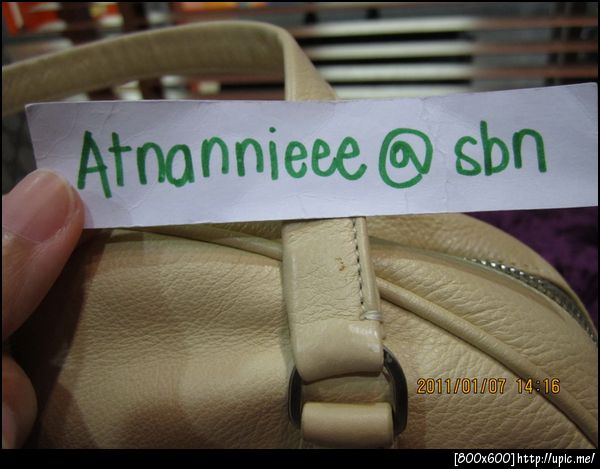 Atnannieee @ sbn
2011/01/07 14:16
[800x600]http://upic.me/